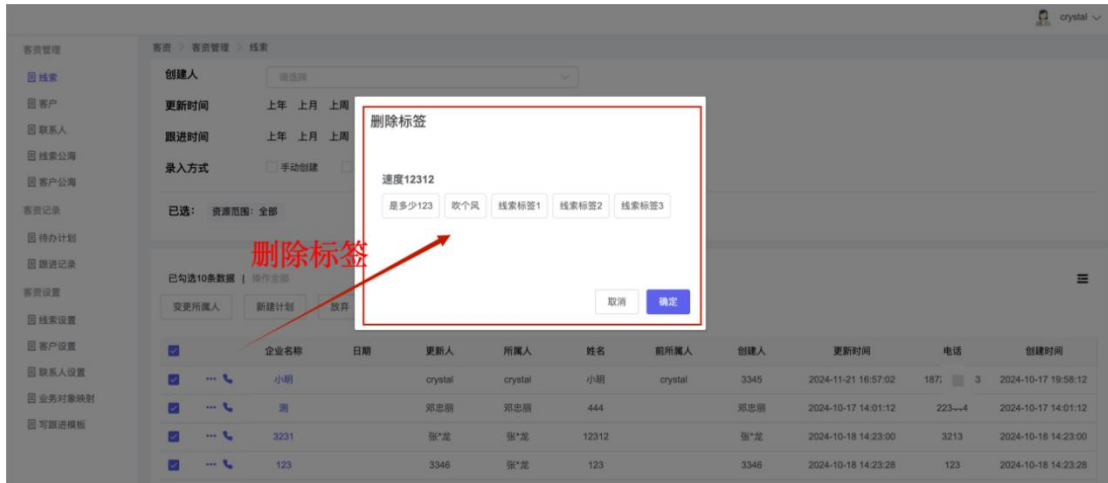 crystal
客资管理
客资 > 客资管理 > 线索
线索
客户
联系人
线索公海
客户公海
客资记录
待办计划
跟进记录
客资设置
线索设置
客户设置
联系人设置
业务对象映射
写跟进模板
创建人 请选择
更新时间 上年 上月 上周
跟进时间 上年 上月 上周
录入方式 手动创建
已选: 资源范围: 全部
删除标签
速度12312
是多少123 吹个风 线索标签1 线索标签2 线索标签3
取消 确定
删除标签
已勾选10条数据 | 操作全部
变更所属人 新建计划 放弃
企业名称 日期 更新人 所属人 姓名 前所属人 创建人 更新时间 电话 创建时间
小明 crystal crystal 小明 crystal 3345 2024-11-21 16:57:02 187 3 2024-10-17 19:58:12
测 邓忠丽 邓忠丽 444 邓忠丽 2024-10-17 14:01:12 223 4 2024-10-17 14:01:12
3231 张*龙 张*龙 12312 张*龙 2024-10-18 14:23:00 3213 2024-10-18 14:23:00
123 3346 张*龙 123 3346 2024-10-18 14:23:28 123 2024-10-18 14:23:28